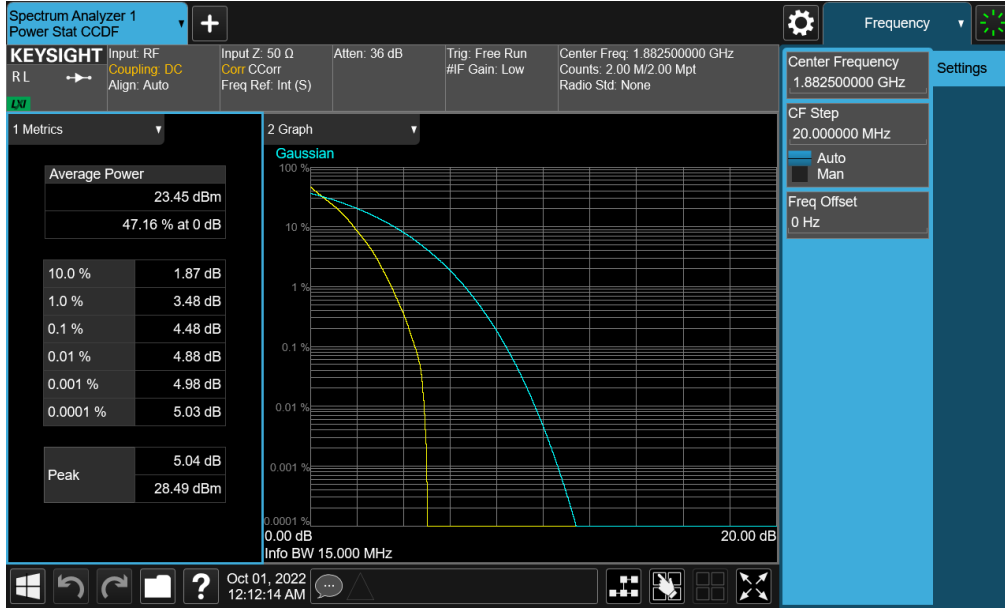 Spectrum Analyzer 1
Power Stat CCDF
Frequency
KEYSIGHT
R L
LXI
Input: RF
Coupling: DC
Align: Auto
Input Z: 50 Ω
Corr CCorr
Freq Ref: Int (S)
Atten: 36 dB
Trig: Free Run
#IF Gain: Low
Center Freq: 1.882500000 GHz
Counts: 2.00 M/2.00 Mpt
Radio Std: None
Center Frequency
1.882500000 GHz
Settings
CF Step
20.000000 MHz
Auto
Man
Freq Offset
0 Hz
1 Metrics
Average Power
23.45 dBm
47.16 % at 0 dB
10.0 % 1.87 dB
1.0 % 3.48 dB
0.1 % 4.48 dB
0.01 % 4.88 dB
0.001 % 4.98 dB
0.0001 % 5.03 dB
Peak
5.04 dB
28.49 dBm
2 Graph
Gaussian
100 %
10 %
1 %
0.1 %
0.01 %
0.001 %
0.0001 %
0.00 dB 20.00 dB
Info BW 15.000 MHz
Oct 01, 2022
12:12:14 AM